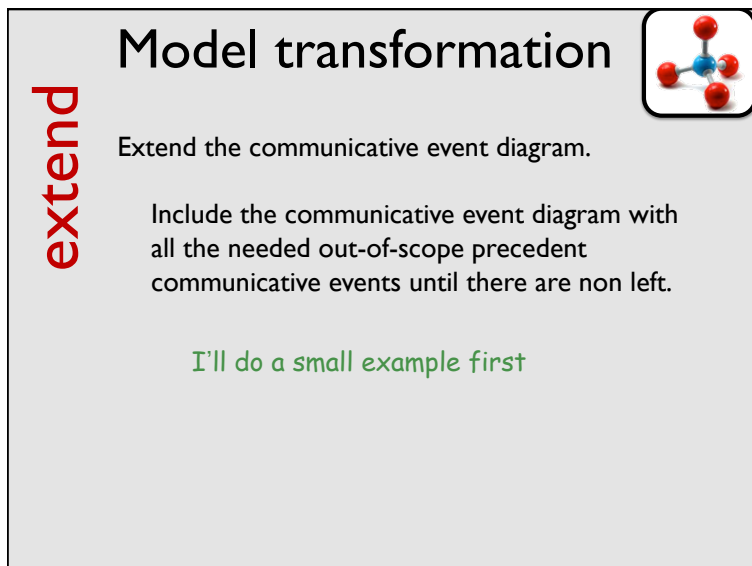 Model transformation
extend
Extend the communicative event diagram.
Include the communicative event diagram with
all the needed out-of-scope precedent
communicative events until there are non left.
I'll do a small example first